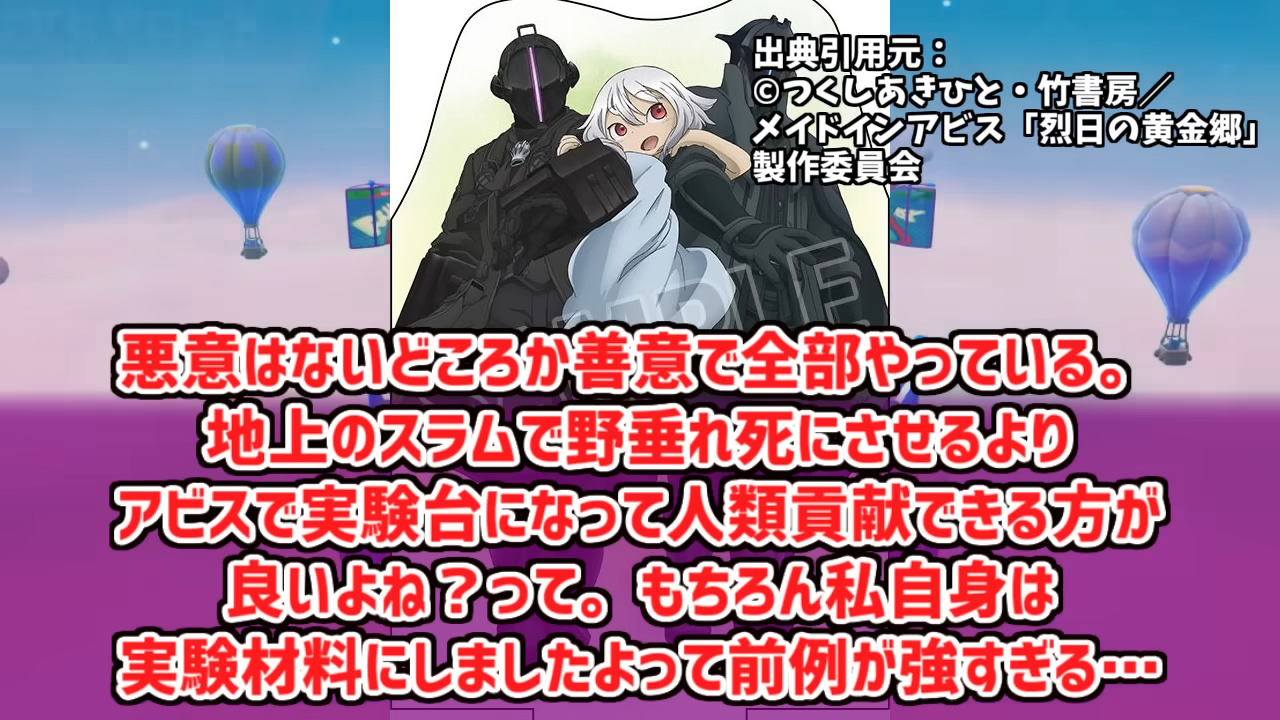 出典引用元：
©つくしあきひと・竹書房／
メイドインアビス「烈日の黄金郷」
製作委員会
SAMPLE
悪意はないどころか善意で全部やっている。
地上のスラムで野垂れ死にさせるより
アビスで実験台になって人類貢献できる方が
良いよね？って。もちろん私自身は
実験材料にしましたよって前例が強すぎる…